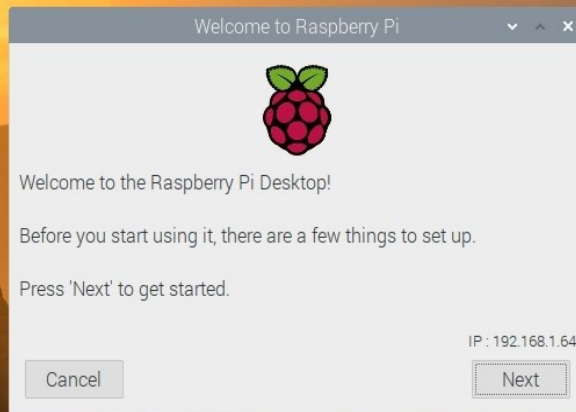 Welcome to Raspberry Pi
Welcome to the Raspberry Pi Desktop!
Before you start using it, there are a few things to set up.
Press 'Next' to get started.
IP : 192.168.1.64
Cancel
Next